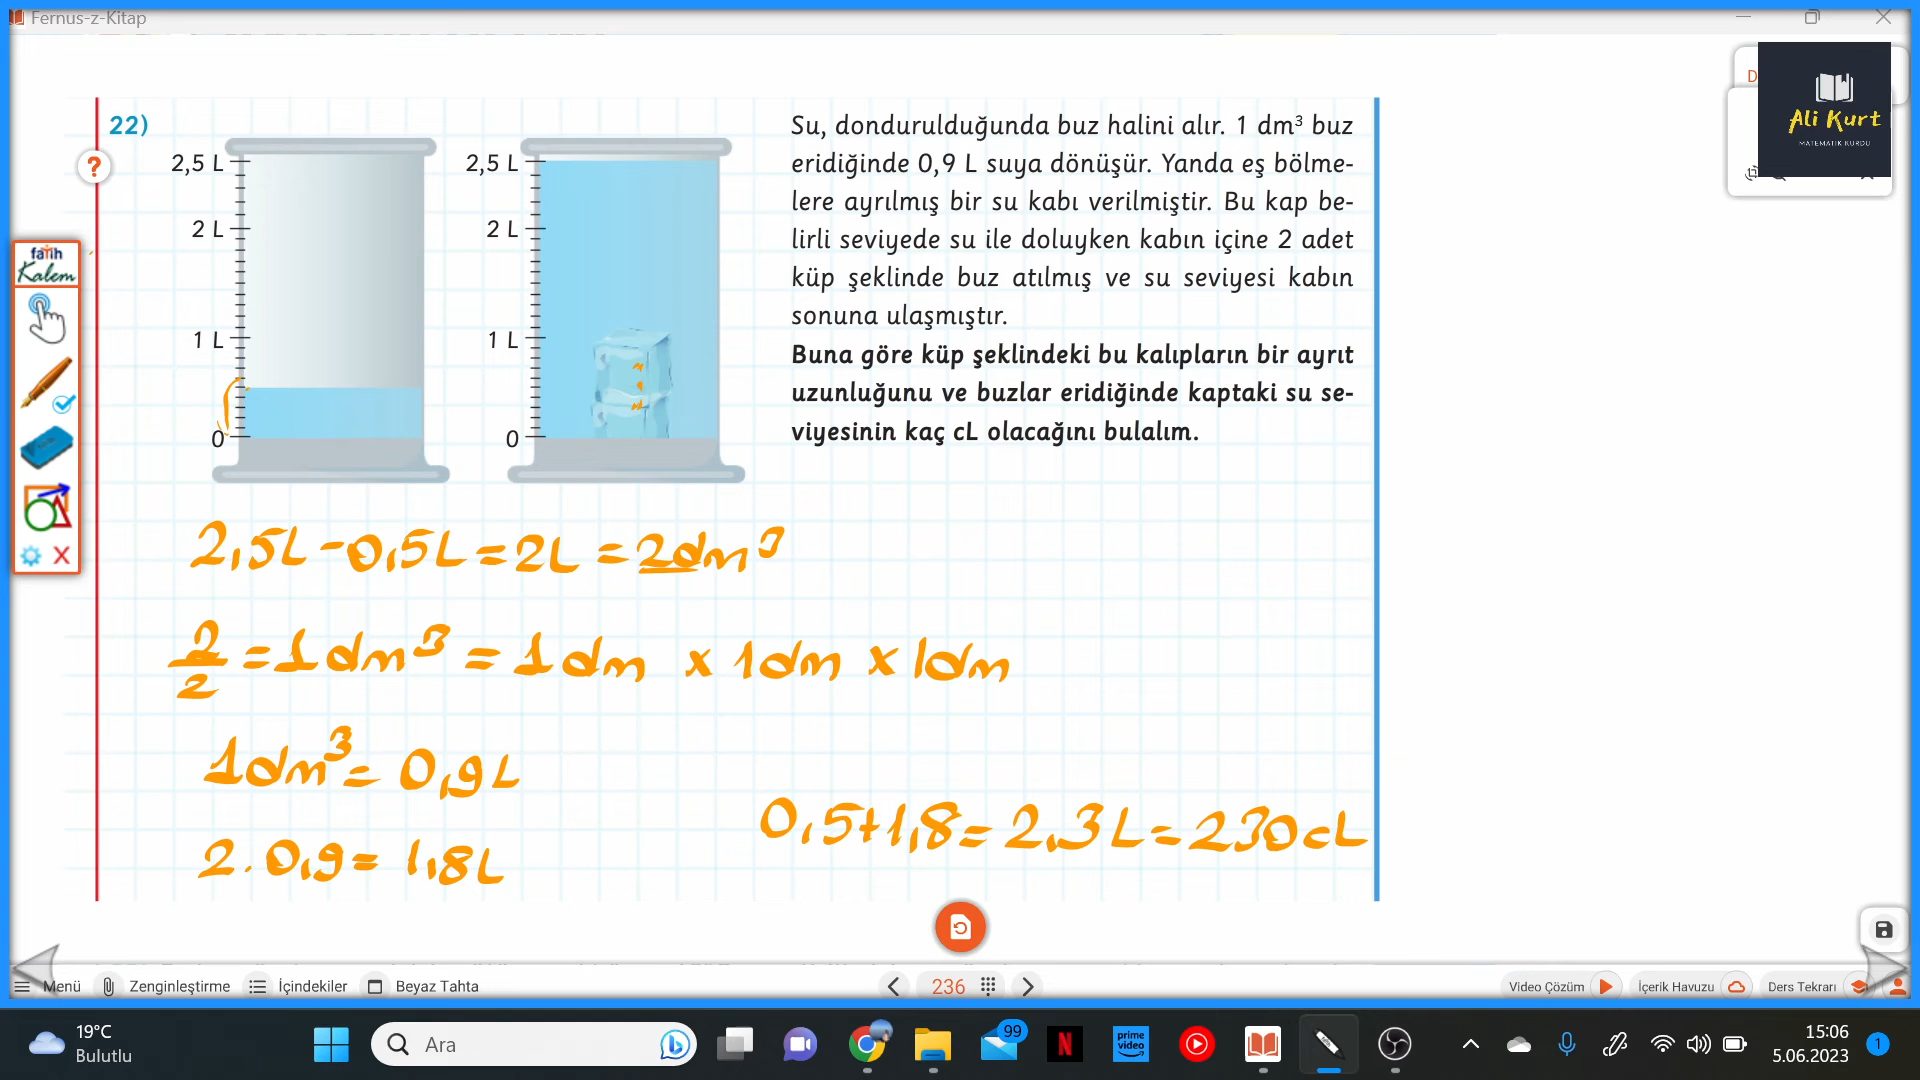 Fernus-z-Kitap
D
Ali Kurt
MATEMATİK KURDU
22)
?
2,5 L
2 L
1 L
0
2,5 L
2 L
1 L
0
Su, dondurulduğunda buz halini alır. 1 dm³ buz
eridiğinde 0,9 L suya dönüşür. Yanda eş bölme-
lere ayrılmış bir su kabı verilmiştir. Bu kap be-
lirli seviyede su ile doluyken kabın içine 2 adet
küp şeklinde buz atılmış ve su seviyesi kabın
sonuna ulaşmıştır.
Buna göre küp şeklindeki bu kalıpların bir ayrıt
uzunluğunu ve buzlar eridiğinde kaptaki su se-
viyesinin kaç cL olacağını bulalım.
fatih
Kalem
2,5L - 0,5L = 2L = 2dm³
2/2 = 1dm³ = 1dm x 1dm x 1dm
1dm³ = 0,9L
2.0,9 = 1,8L
0,5+1,8 = 2,3L = 230cL
Menü
Zenginleştirme
İçindekiler
Beyaz Tahta
236
Video Çözüm
İçerik Havuzu
Ders Tekrarı
19°C
Bulutlu
Ara
99
N
prime video
15:06
5.06.2023
1